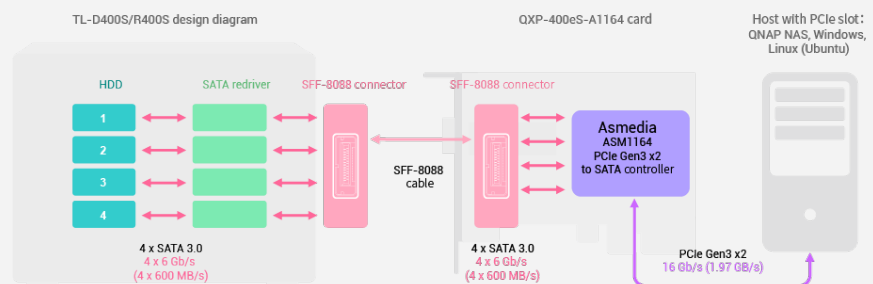 TL-D400S/R400S design diagram
QXP-400eS-A1164 card
Host with PCIe slot:
QNAP NAS, Windows,
Linux (Ubuntu)
HDD
SATA redriver
SFF-8088 connector
SFF-8088 connector
1
2
3
4
SFF-8088
cable
Asmedia
ASM1164
PCIe Gen3 x2
to SATA controller
4 x SATA 3.0
4 x 6 Gb/s
(4 x 600 MB/s)
4 x SATA 3.0
4 x 6 Gb/s
(4 x 600 MB/s)
PCIe Gen3 x2
16 Gb/s (1.97 GB/s)